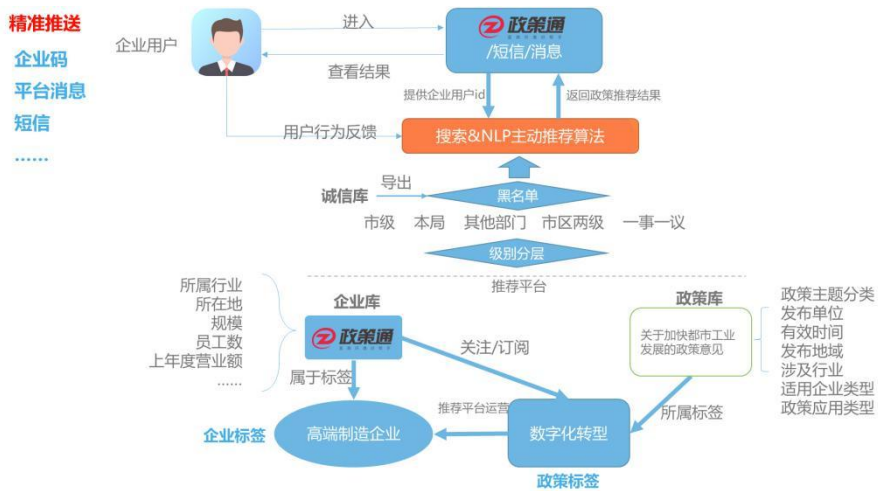 精准推送
企业码
平台消息
短信
......
企业用户
进入
查看结果
政策通
/短信/消息
提供企业用户id
返回政策推荐结果
用户行为反馈
搜索&NLP主动推荐算法
诚信库
导出
黑名单
市级 本局 其他部门 市区两级 一事一议
级别分层
推荐平台
所属行业
所在地
规模
员工数
上年度营业额
......
企业库
政策通
关注/订阅
属于标签
政策库
关于加快都市工业
发展的政策意见
政策主题分类
发布单位
有效时间
发布地域
涉及行业
适用企业类型
政策应用类型
所属标签
企业标签
高端制造企业
推荐平台运营
数字化转型
政策标签